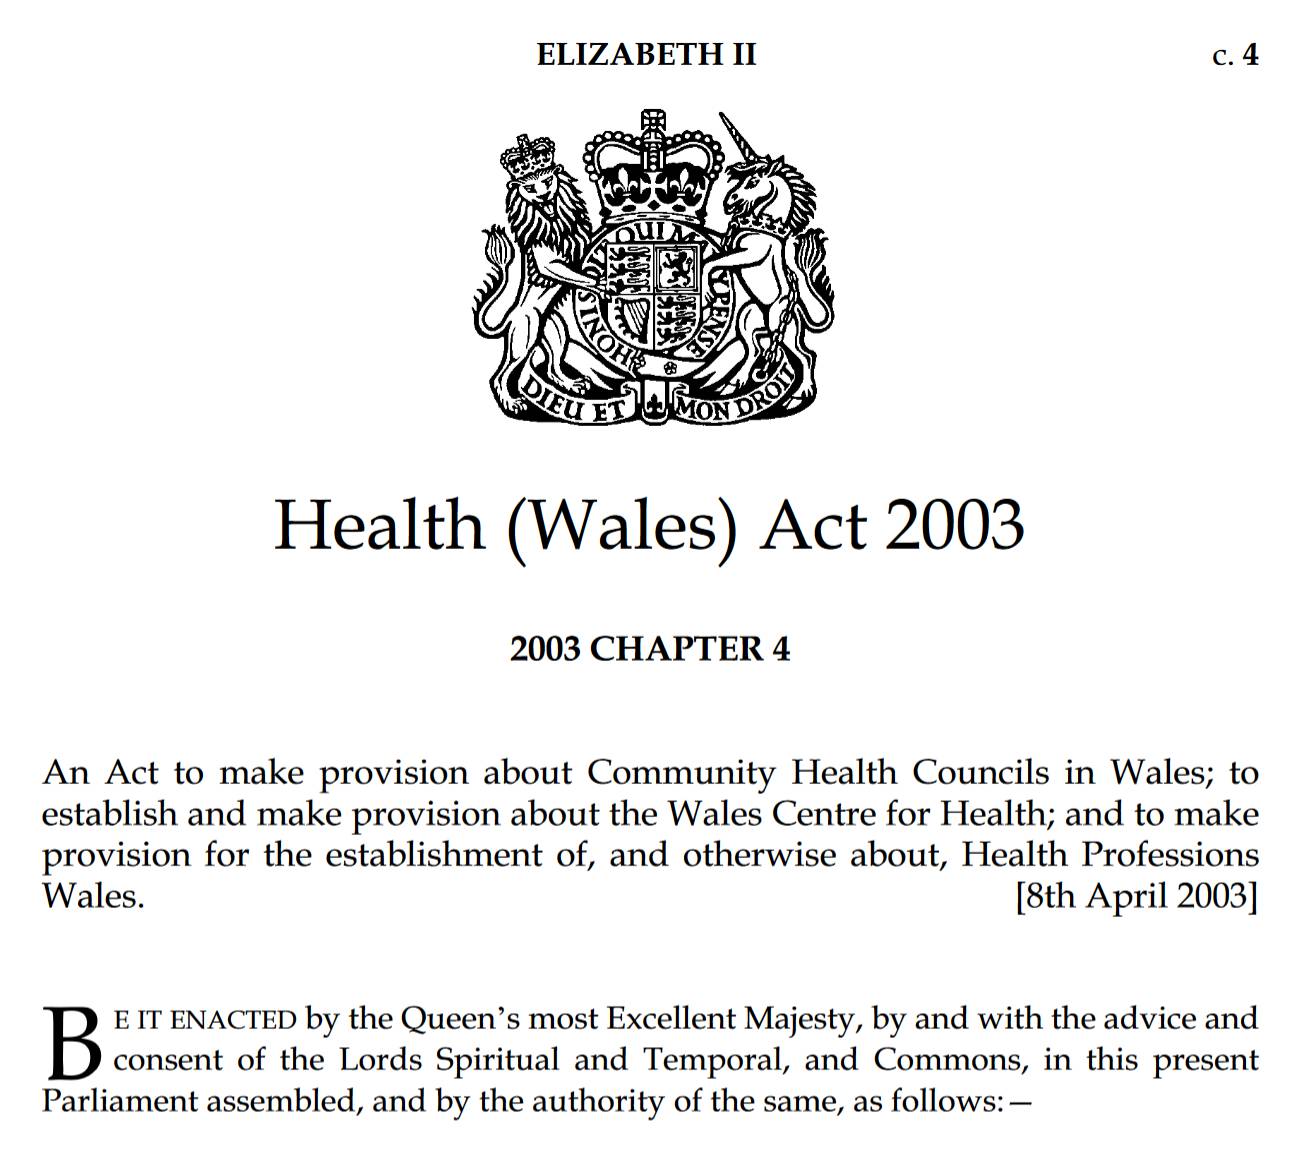 ELIZABETH II c. 4
HONI SOIT QUI MAL Y PENSE
DIEU ET MON DROIT
Health (Wales) Act 2003
2003 CHAPTER 4
An Act to make provision about Community Health Councils in Wales; to
establish and make provision about the Wales Centre for Health; and to make
provision for the establishment of, and otherwise about, Health Professions
Wales. [8th April 2003]
BE IT ENACTED by the Queen’s most Excellent Majesty, by and with the advice and
consent of the Lords Spiritual and Temporal, and Commons, in this present
Parliament assembled, and by the authority of the same, as follows:—